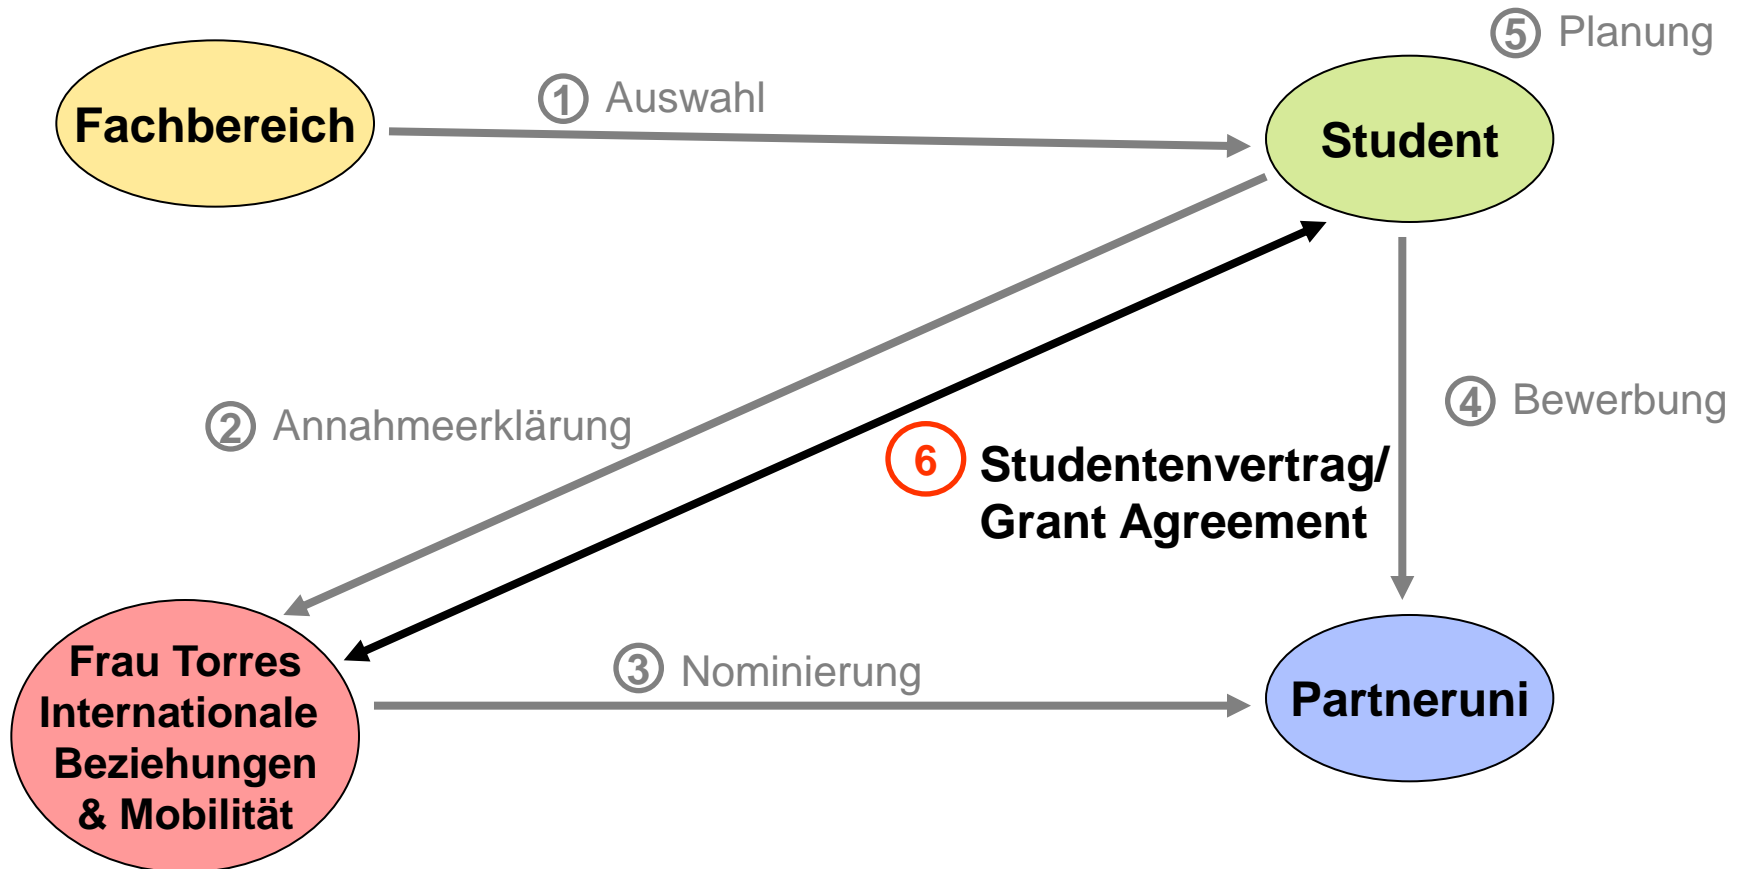 ⑤ Planung
Fachbereich
① Auswahl
Student
② Annahmeerklärung
④ Bewerbung
6 Studentenvertrag/
Grant Agreement
Frau Torres
Internationale
Beziehungen
& Mobilität
③ Nominierung
Partneruni